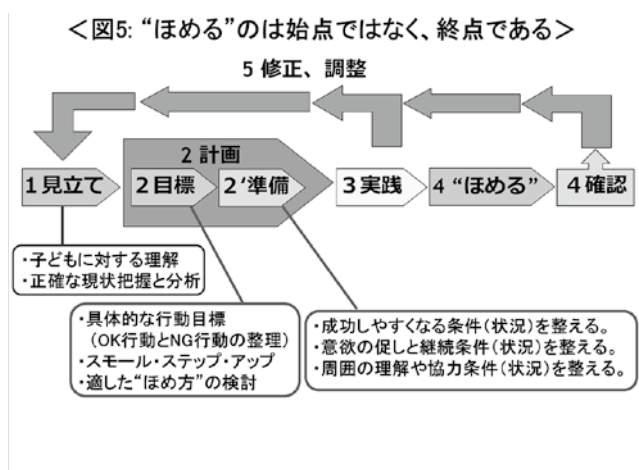 ＜図5: “ほめる”のは始点ではなく、終点である＞
5 修正、調整
2 計画
1見立て
2目標
2’準備
3実践
4 “ほめる”
4確認
・子どもに対する理解
・正確な現状把握と分析
・具体的な行動目標
（OK行動とNG行動の整理）
・スモール・ステップ・アップ
・適した“ほめ方”の検討
・成功しやすくなる条件（状況）を整える。
・意欲の促しと継続条件（状況）を整える。
・周囲の理解や協力条件（状況）を整える。